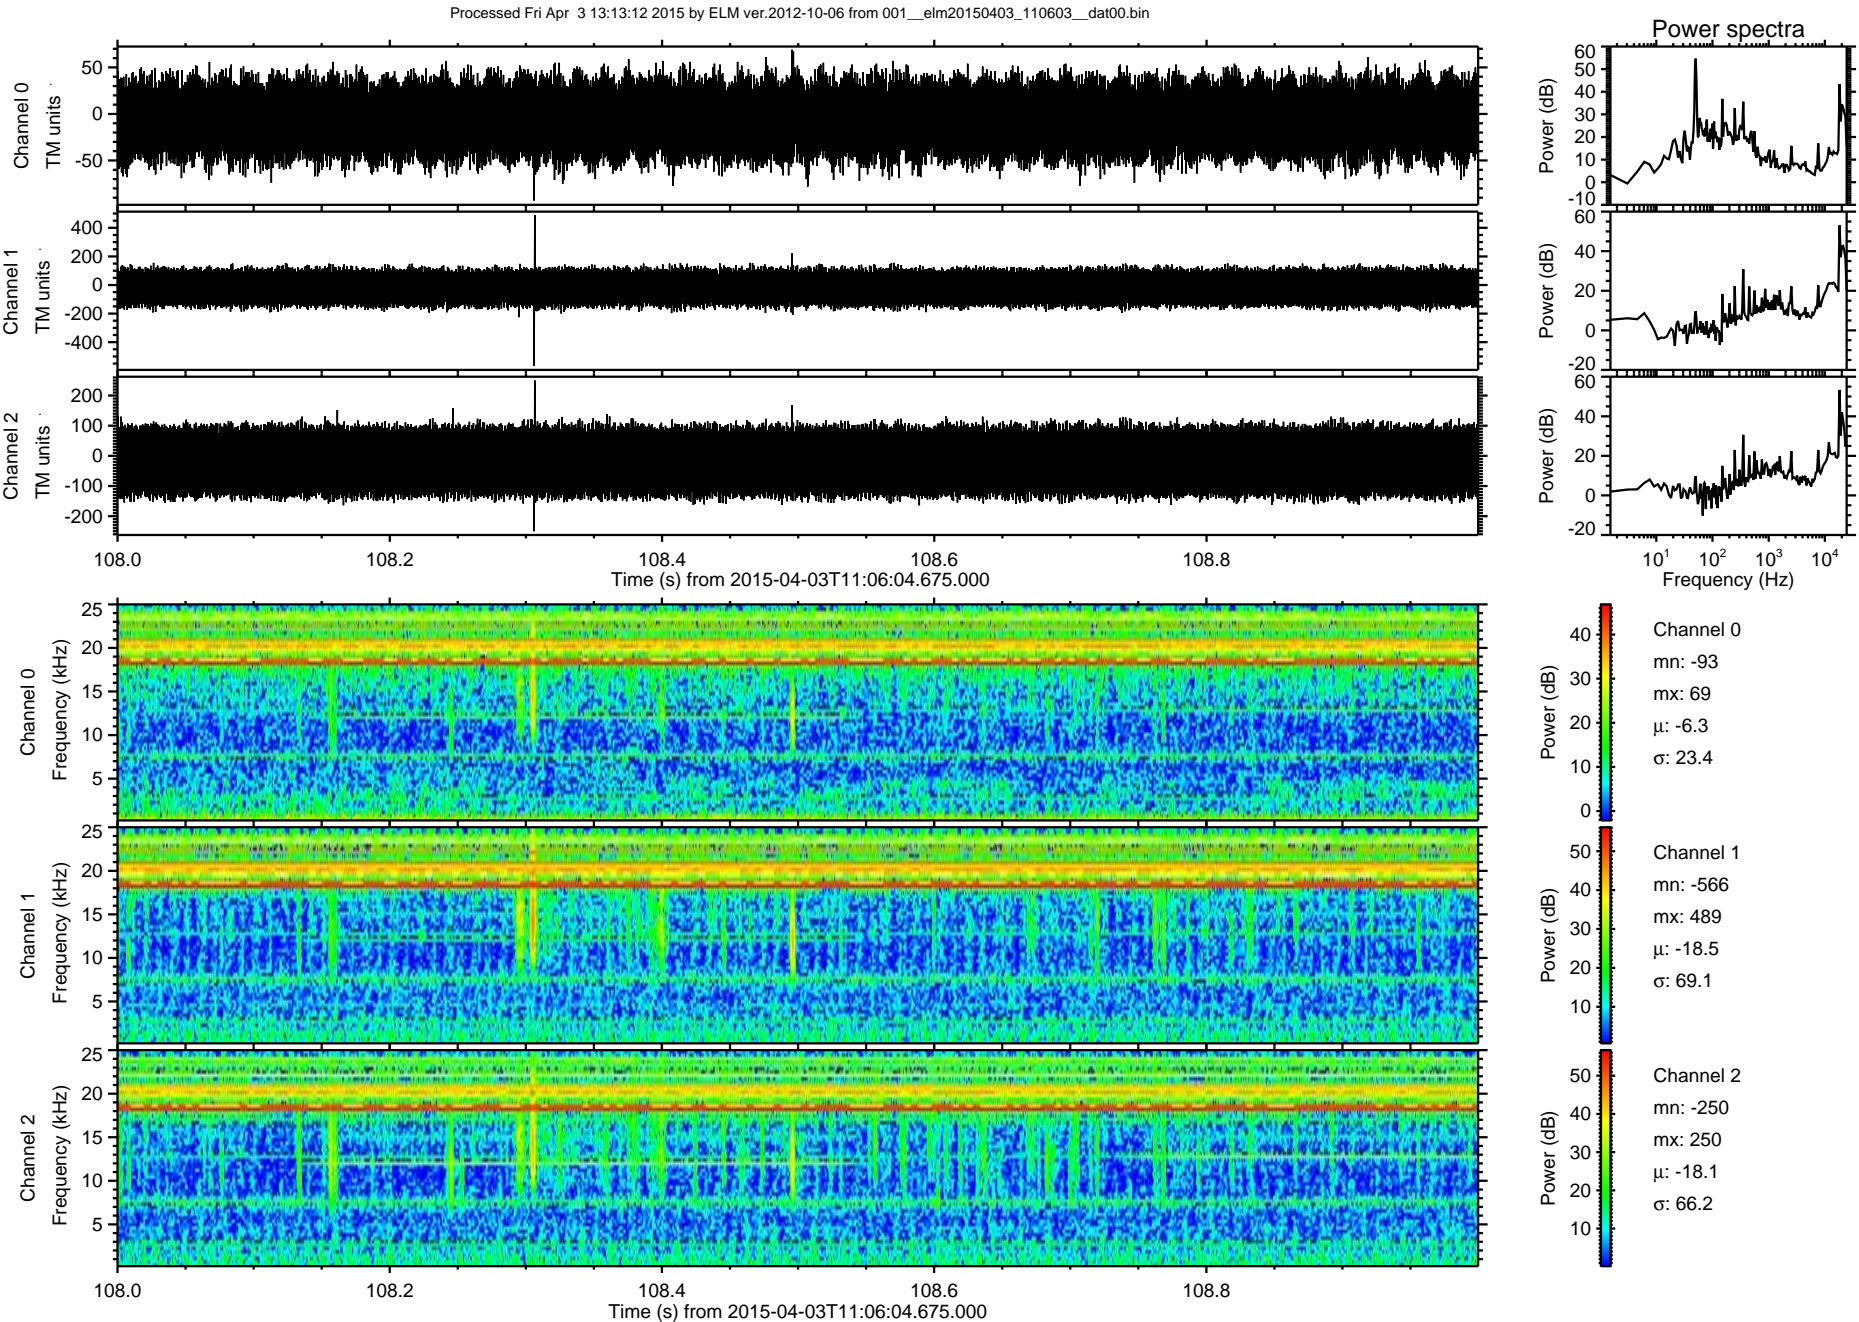 Processed Fri Apr  3 13:13:12 2015 by ELM ver.2012-10-06 from 001__elm20150403_110603__dat00.bin
Power spectra
Channel 0
TM units
50
0
-50
Power (dB)
60
50
40
30
20
10
0
-10
Channel 1
TM units
400
200
0
-200
-400
Power (dB)
60
40
20
0
-20
Channel 2
TM units
200
100
0
-100
-200
Power (dB)
60
40
20
0
-20
108.0 108.2 108.4 108.6 108.8
Time (s) from 2015-04-03T11:06:04.675.000
10^1 10^2 10^3 10^4
Frequency (Hz)
Channel 0
Frequency (kHz)
25
20
15
10
5
Power (dB)
40
30
20
10
0
Channel 0
mn: -93
mx: 69
μ: -6.3
σ: 23.4
Channel 1
Frequency (kHz)
25
20
15
10
5
Power (dB)
50
40
30
20
10
Channel 1
mn: -566
mx: 489
μ: -18.5
σ: 69.1
Channel 2
Frequency (kHz)
25
20
15
10
5
Power (dB)
50
40
30
20
10
Channel 2
mn: -250
mx: 250
μ: -18.1
σ: 66.2
108.0 108.2 108.4 108.6 108.8
Time (s) from 2015-04-03T11:06:04.675.000